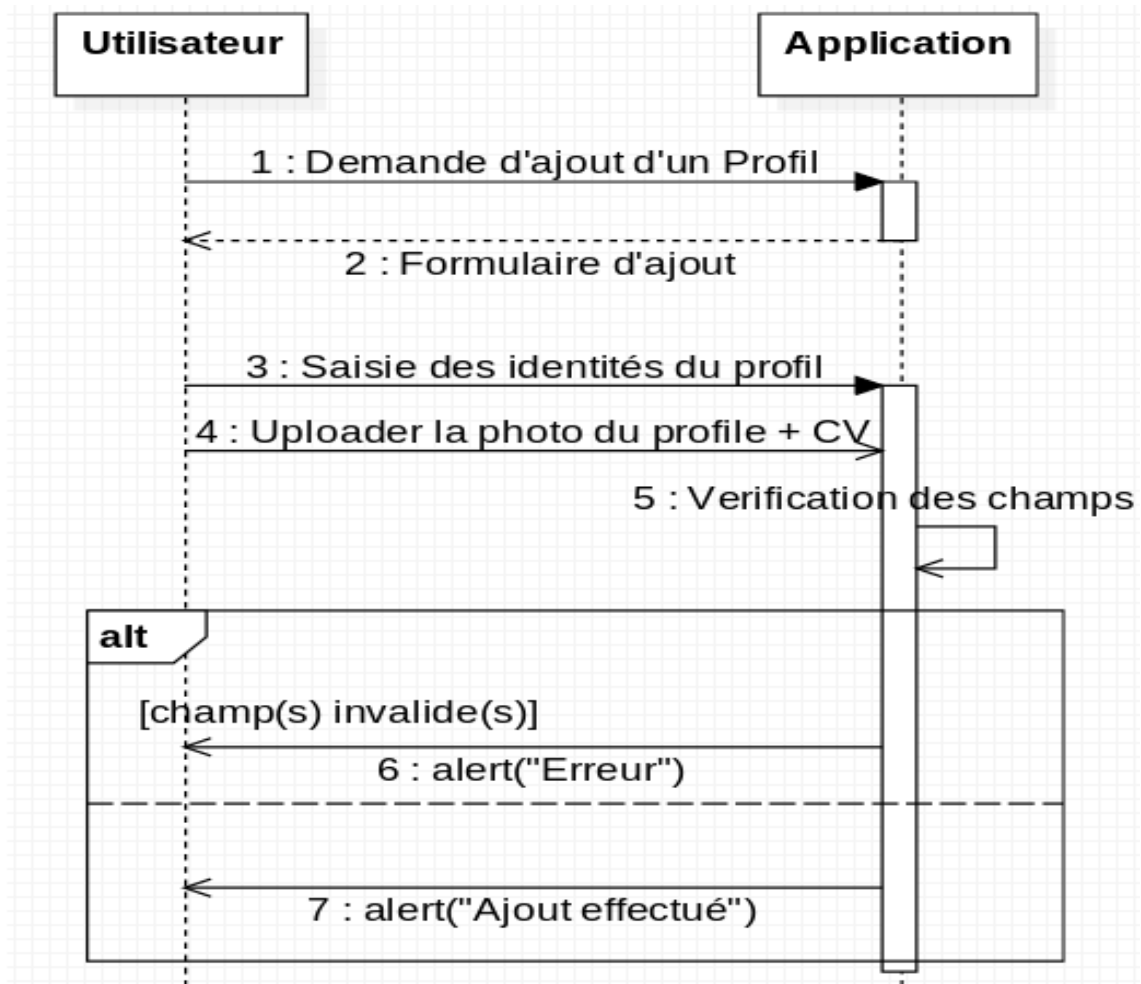 Utilisateur
Application
1 : Demande d'ajout d'un Profil
2 : Formulaire d'ajout
3 : Saisie des identités du profil
4 : Uploader la photo du profile + CV
5 : Verification des champs
alt
[champ(s) invalide(s)]
6 : alert("Erreur")
7 : alert("Ajout effectué")